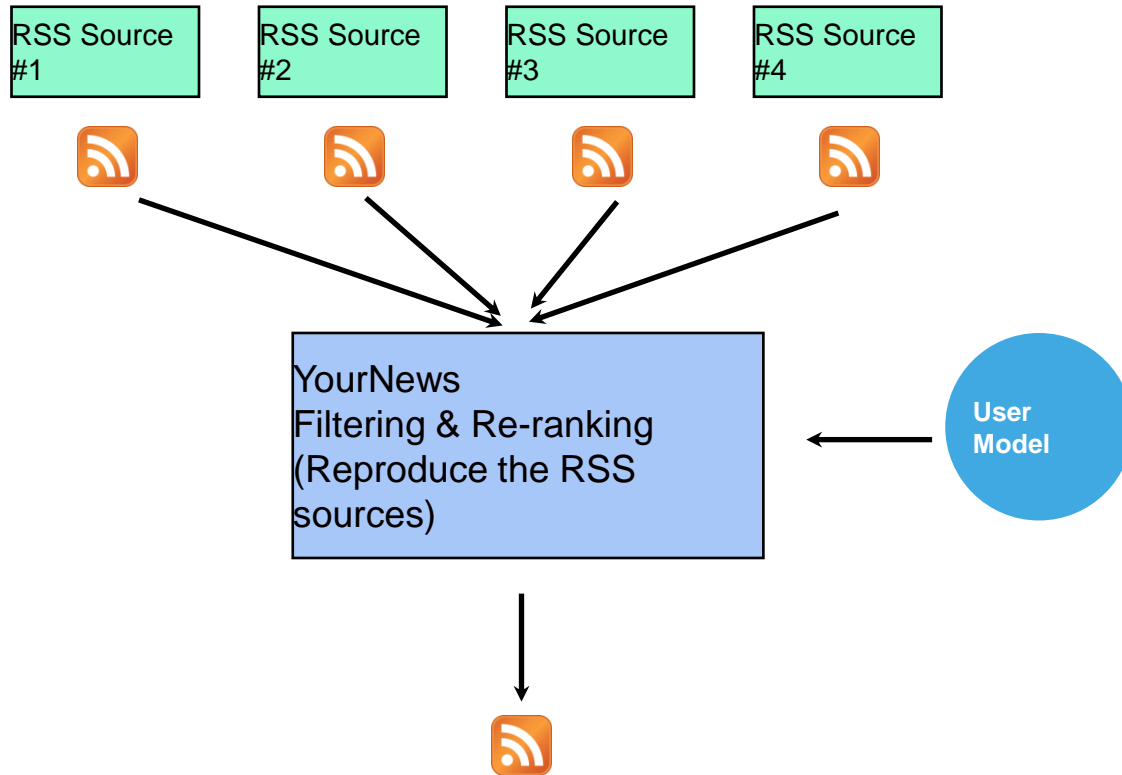 RSS Source
#1
RSS Source
#2
RSS Source
#3
RSS Source
#4
YourNews
Filtering & Re-ranking
(Reproduce the RSS
sources)
User
Model